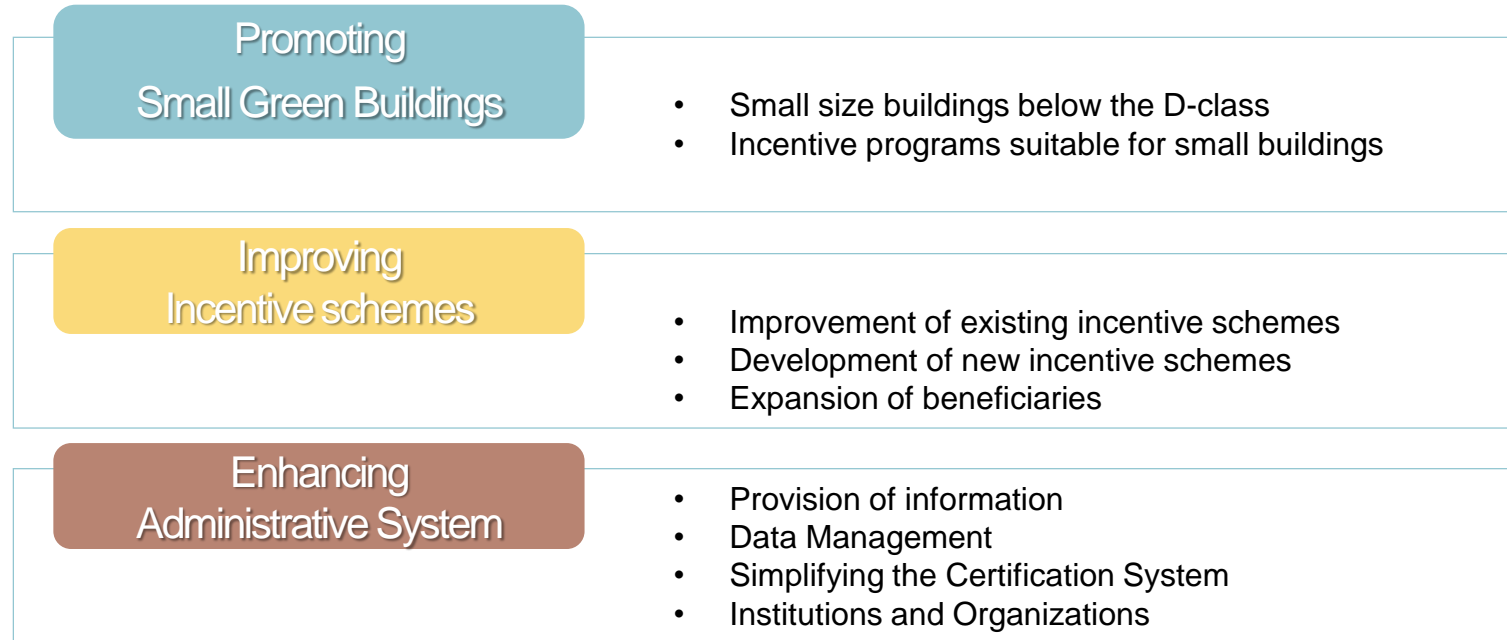 Promoting
Small Green Buildings
• Small size buildings below the D-class
• Incentive programs suitable for small buildings
Improving
Incentive schemes
• Improvement of existing incentive schemes
• Development of new incentive schemes
• Expansion of beneficiaries
Enhancing
Administrative System
• Provision of information
• Data Management
• Simplifying the Certification System
• Institutions and Organizations